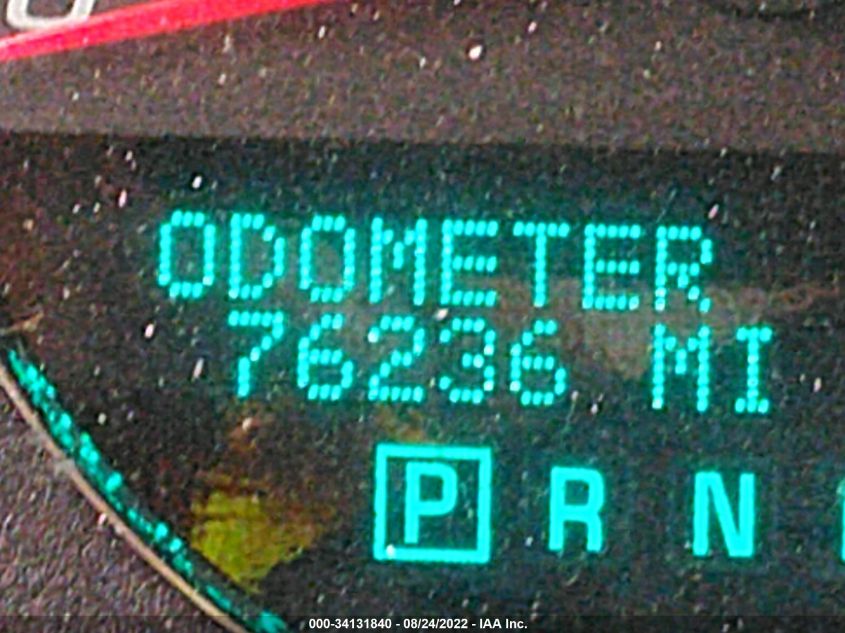 ODOMETER
76236 MI
P R N
000-34131840 - 08/24/2022 - IAA Inc.